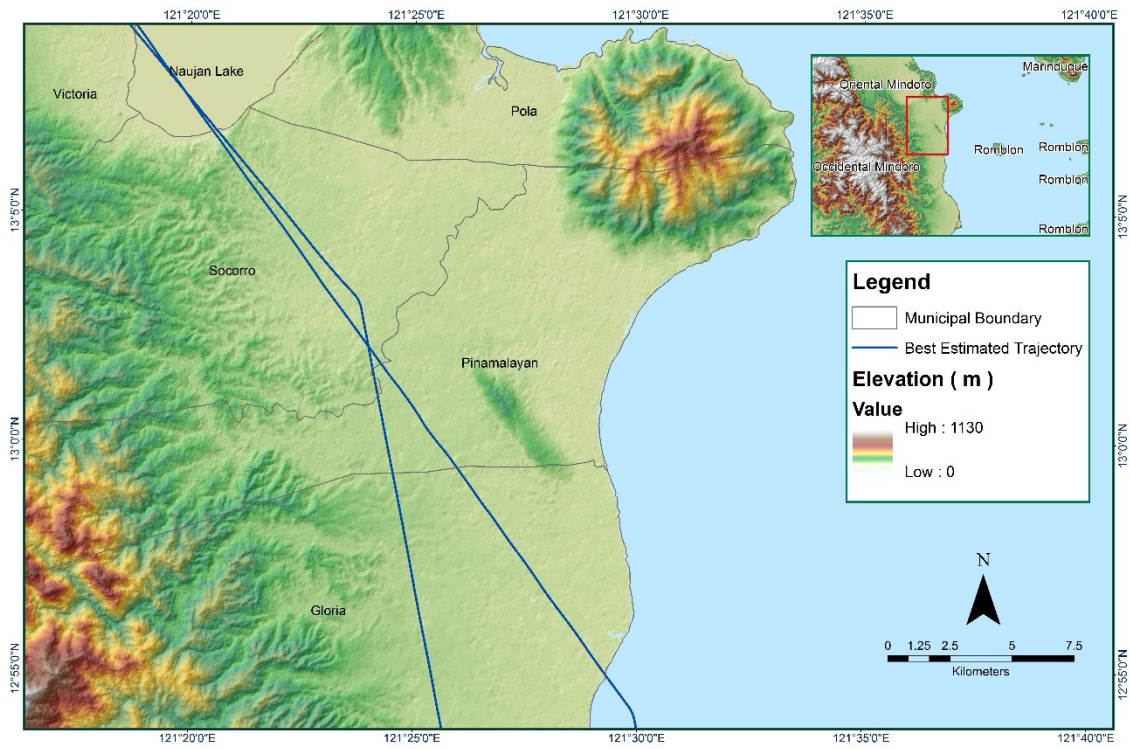 121°20'0"E
121°25'0"E
121°30'0"E
121°35'0"E
121°40'0"E
Naujan Lake
Victoria
Pola
Marinduque
Oriental Mindoro
Romblon
Romblon
Occidental Mindoro
Romblon
Romblon
13°5'0"N
13°5'0"N
Socorro
Pinamalayan
Legend
Municipal Boundary
Best Estimated Trajectory
Elevation ( m )
Value
High : 1130
Low : 0
13°0'0"N
13°0'0"N
Gloria
N
0 1.25 2.5 5 7.5
Kilometers
12°55'0"N
12°55'0"N
121°20'0"E
121°25'0"E
121°30'0"E
121°35'0"E
121°40'0"E